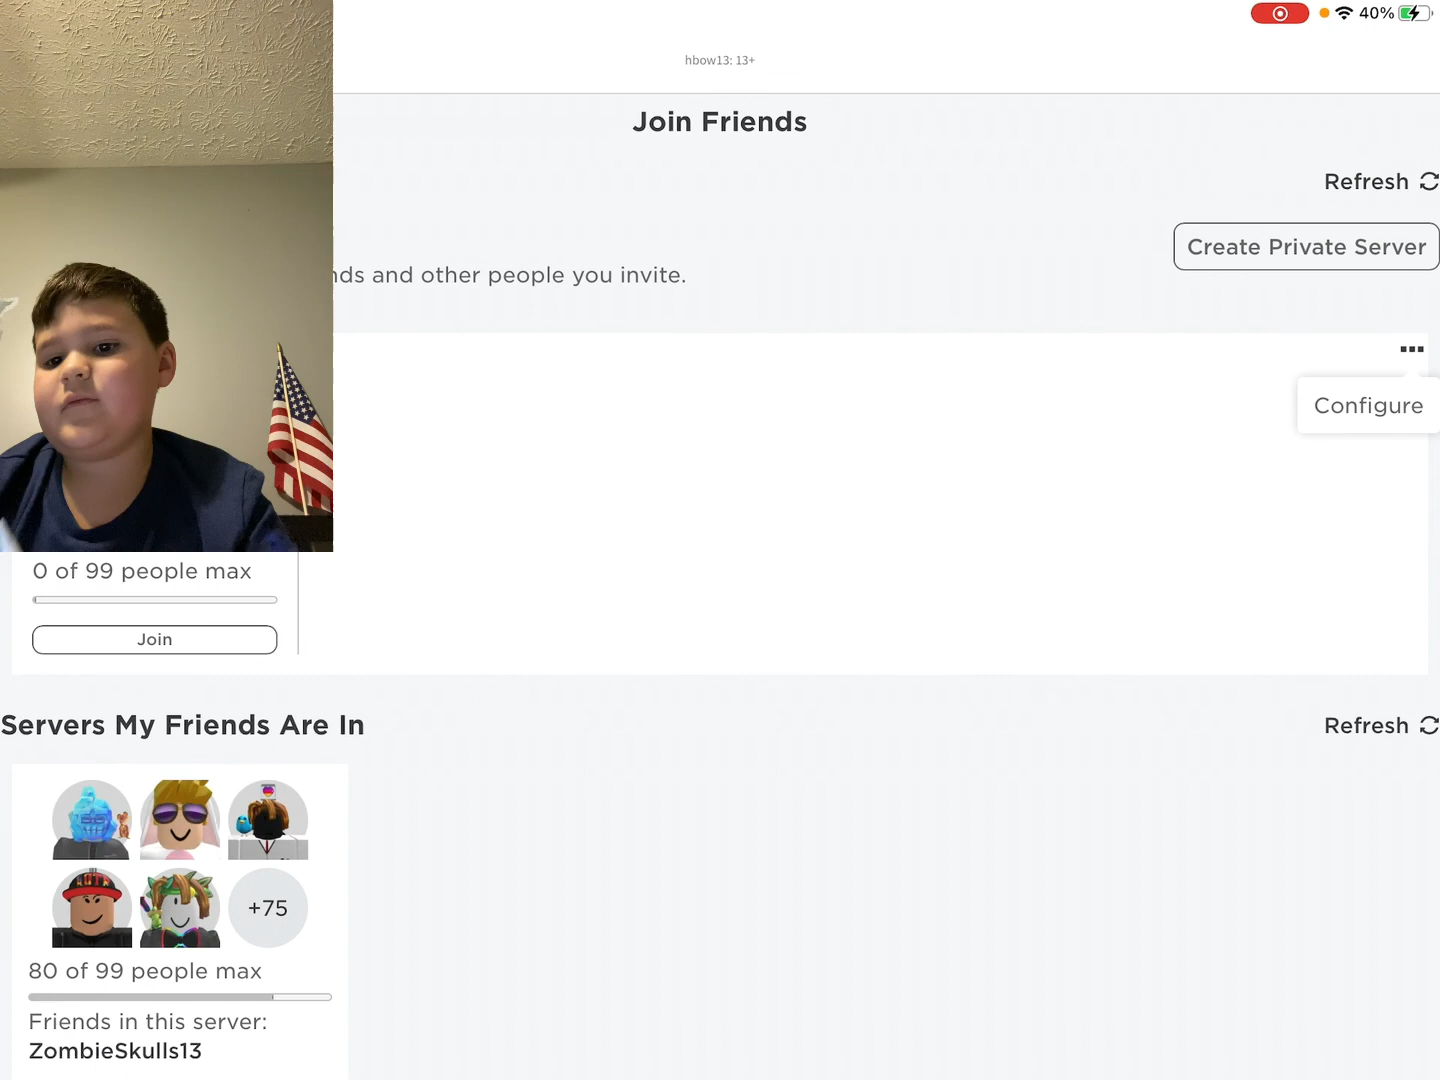 40%
hbow13: 13+
Join Friends
Refresh
Create Private Server
nds and other people you invite.
Configure
0 of 99 people max
Join
Servers My Friends Are In
Refresh
+75
80 of 99 people max
Friends in this server:
ZombieSkulls13